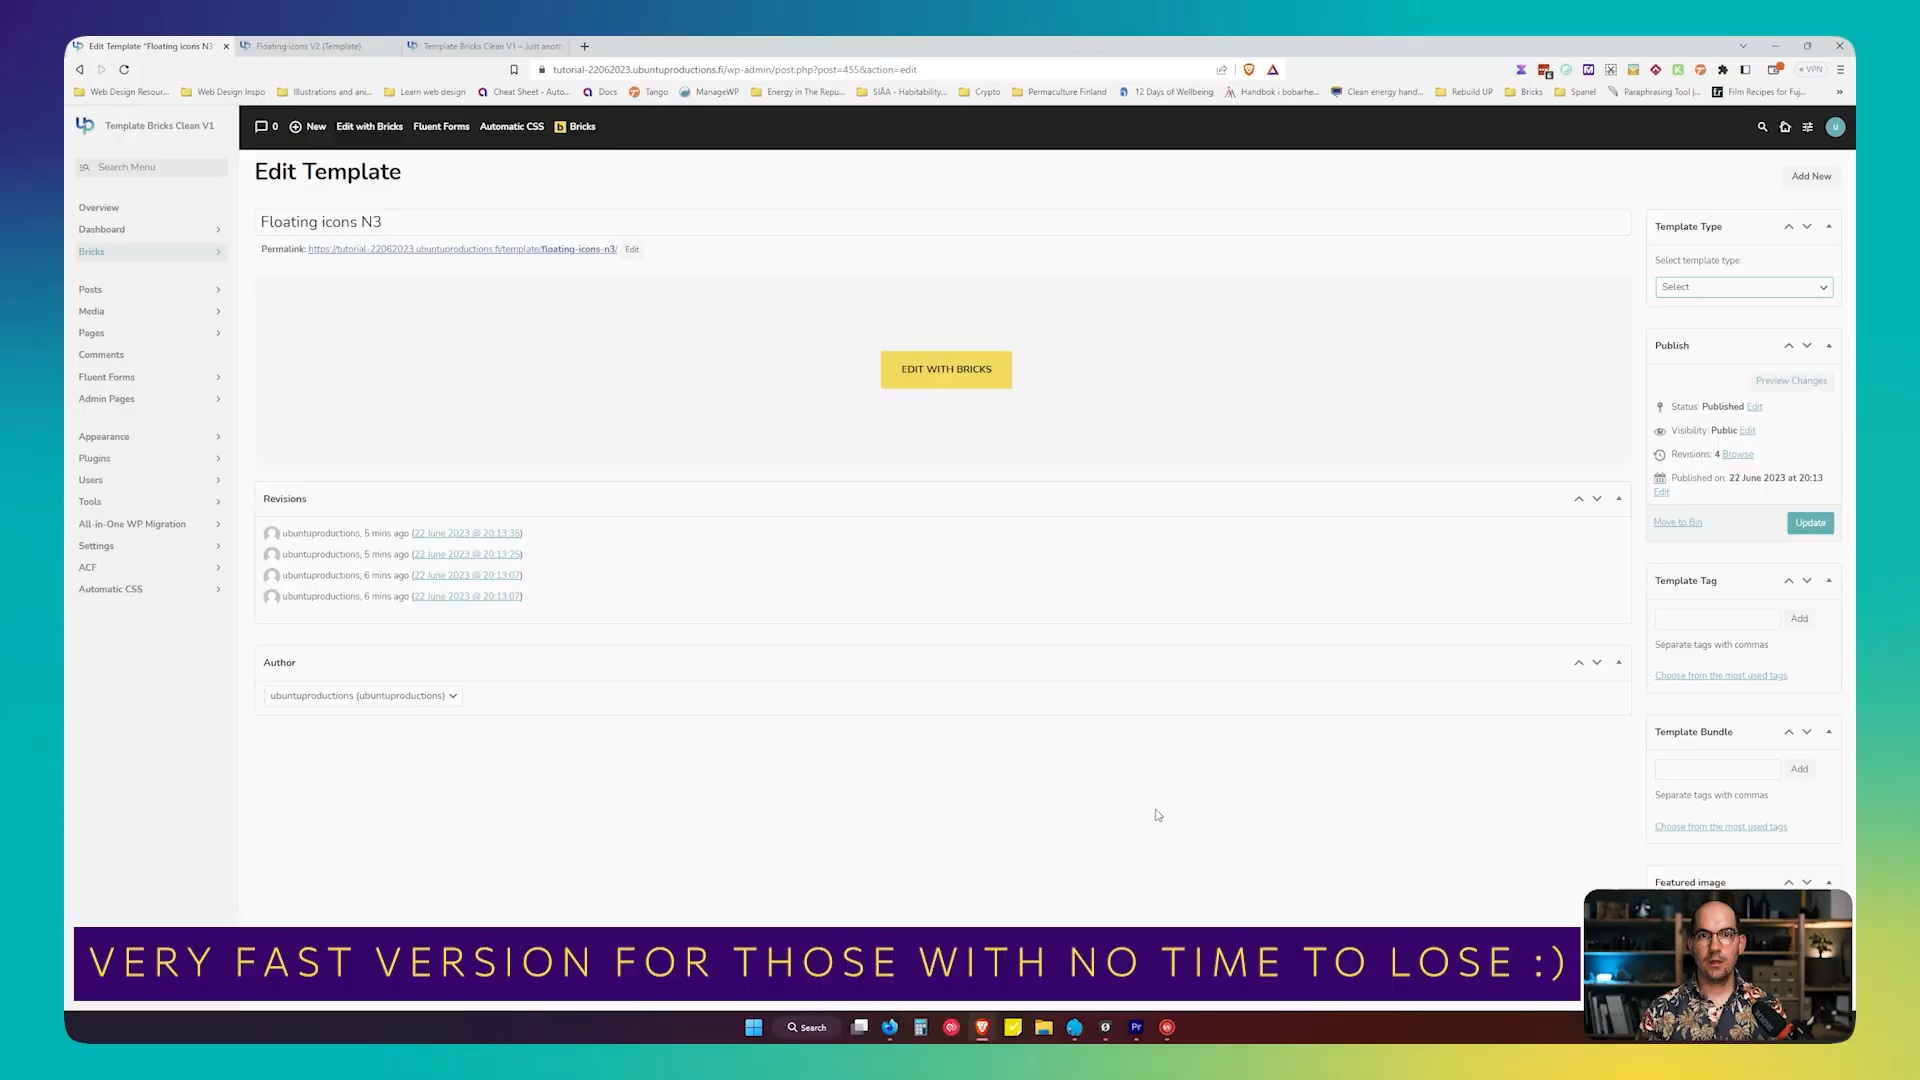 Edit Template "Floating icons N3"
Floating icons V2 (Template)
Template Bricks Clean V1 – Just anoth
tutorial-22062023.ubuntuproductions.fi/wp-admin/post.php?post=455&action=edit
VPN
Web Design Resour...
Web Design Inspo
Illustrations and ani...
Learn web design
Cheat Sheet - Auto...
Docs
Tango
ManageWP
Energy in The Repu...
SIÄA - Habitability...
Crypto
Permaculture Finland
12 Days of Wellbeing
Handbok i bobarhe...
Clean energy hand...
Rebuild UP
Bricks
Spanel
Paraphrasing Tool |...
Film Recipes for Fuj...
Template Bricks Clean V1
0
New
Edit with Bricks
Fluent Forms
Automatic CSS
b Bricks
u
Search Menu
Overview
Dashboard
Bricks
Posts
Media
Pages
Comments
Fluent Forms
Admin Pages
Appearance
Plugins
Users
Tools
All-in-One WP Migration
Settings
ACF
Automatic CSS
Edit Template
Add New
Floating icons N3
Permalink: https://tutorial-22062023.ubuntuproductions.fi/template/floating-icons-n3/ Edit
EDIT WITH BRICKS
Revisions
ubuntuproductions, 5 mins ago (22 June 2023 @ 20:13:35)
ubuntuproductions, 5 mins ago (22 June 2023 @ 20:13:25)
ubuntuproductions, 6 mins ago (22 June 2023 @ 20:13:07)
ubuntuproductions, 6 mins ago (22 June 2023 @ 20:13:07)
Author
ubuntuproductions (ubuntuproductions)
Template Type
Select template type:
Select
Publish
Preview Changes
Status: Published Edit
Visibility: Public Edit
Revisions: 4 Browse
Published on: 22 June 2023 at 20:13
Edit
Move to Bin
Update
Template Tag
Add
Separate tags with commas
Choose from the most used tags
Template Bundle
Add
Separate tags with commas
Choose from the most used tags
Featured image
VERY FAST VERSION FOR THOSE WITH NO TIME TO LOSE :)
Search
Pr